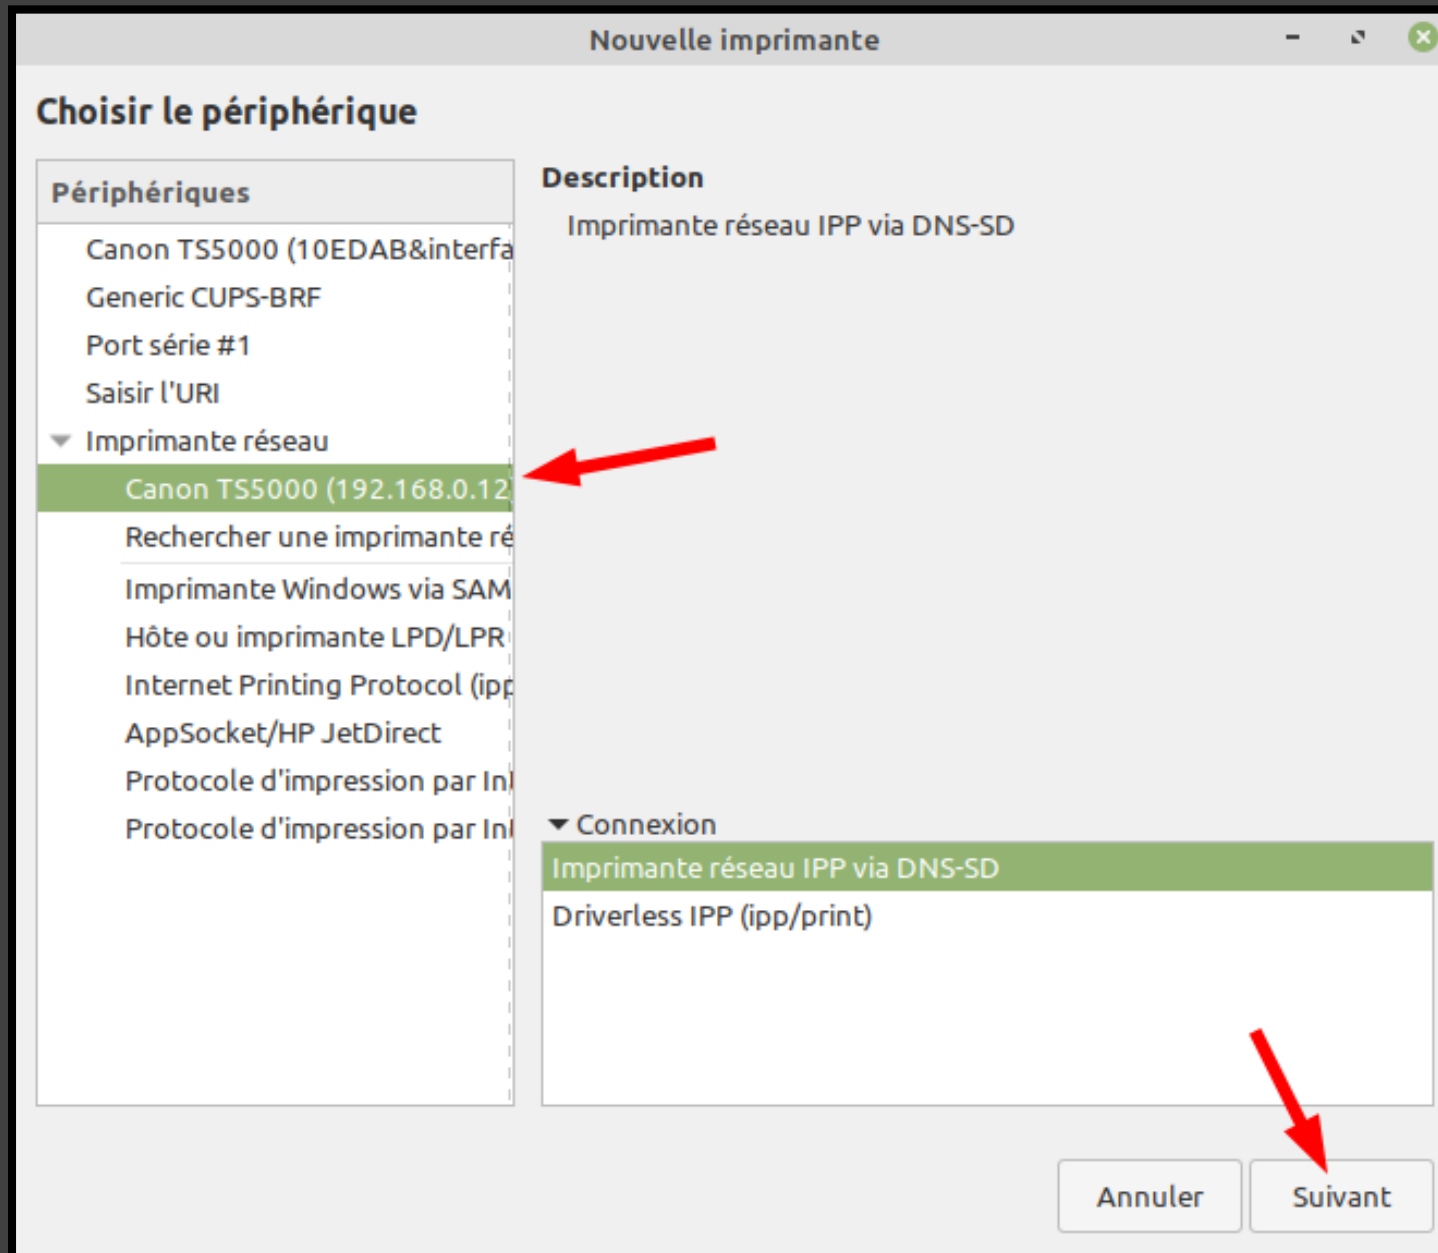 Nouvelle imprimante
Choisir le périphérique
Périphériques
Canon TS5000 (10EDAB&interfa
Generic CUPS-BRF
Port série #1
Saisir l'URI
Imprimante réseau
Canon TS5000 (192.168.0.12)
Rechercher une imprimante ré
Imprimante Windows via SAM
Hôte ou imprimante LPD/LPR
Internet Printing Protocol (ipp
AppSocket/HP JetDirect
Protocole d'impression par Int
Protocole d'impression par Int
Description
Imprimante réseau IPP via DNS-SD
Connexion
Imprimante réseau IPP via DNS-SD
Driverless IPP (ipp/print)
Annuler
Suivant